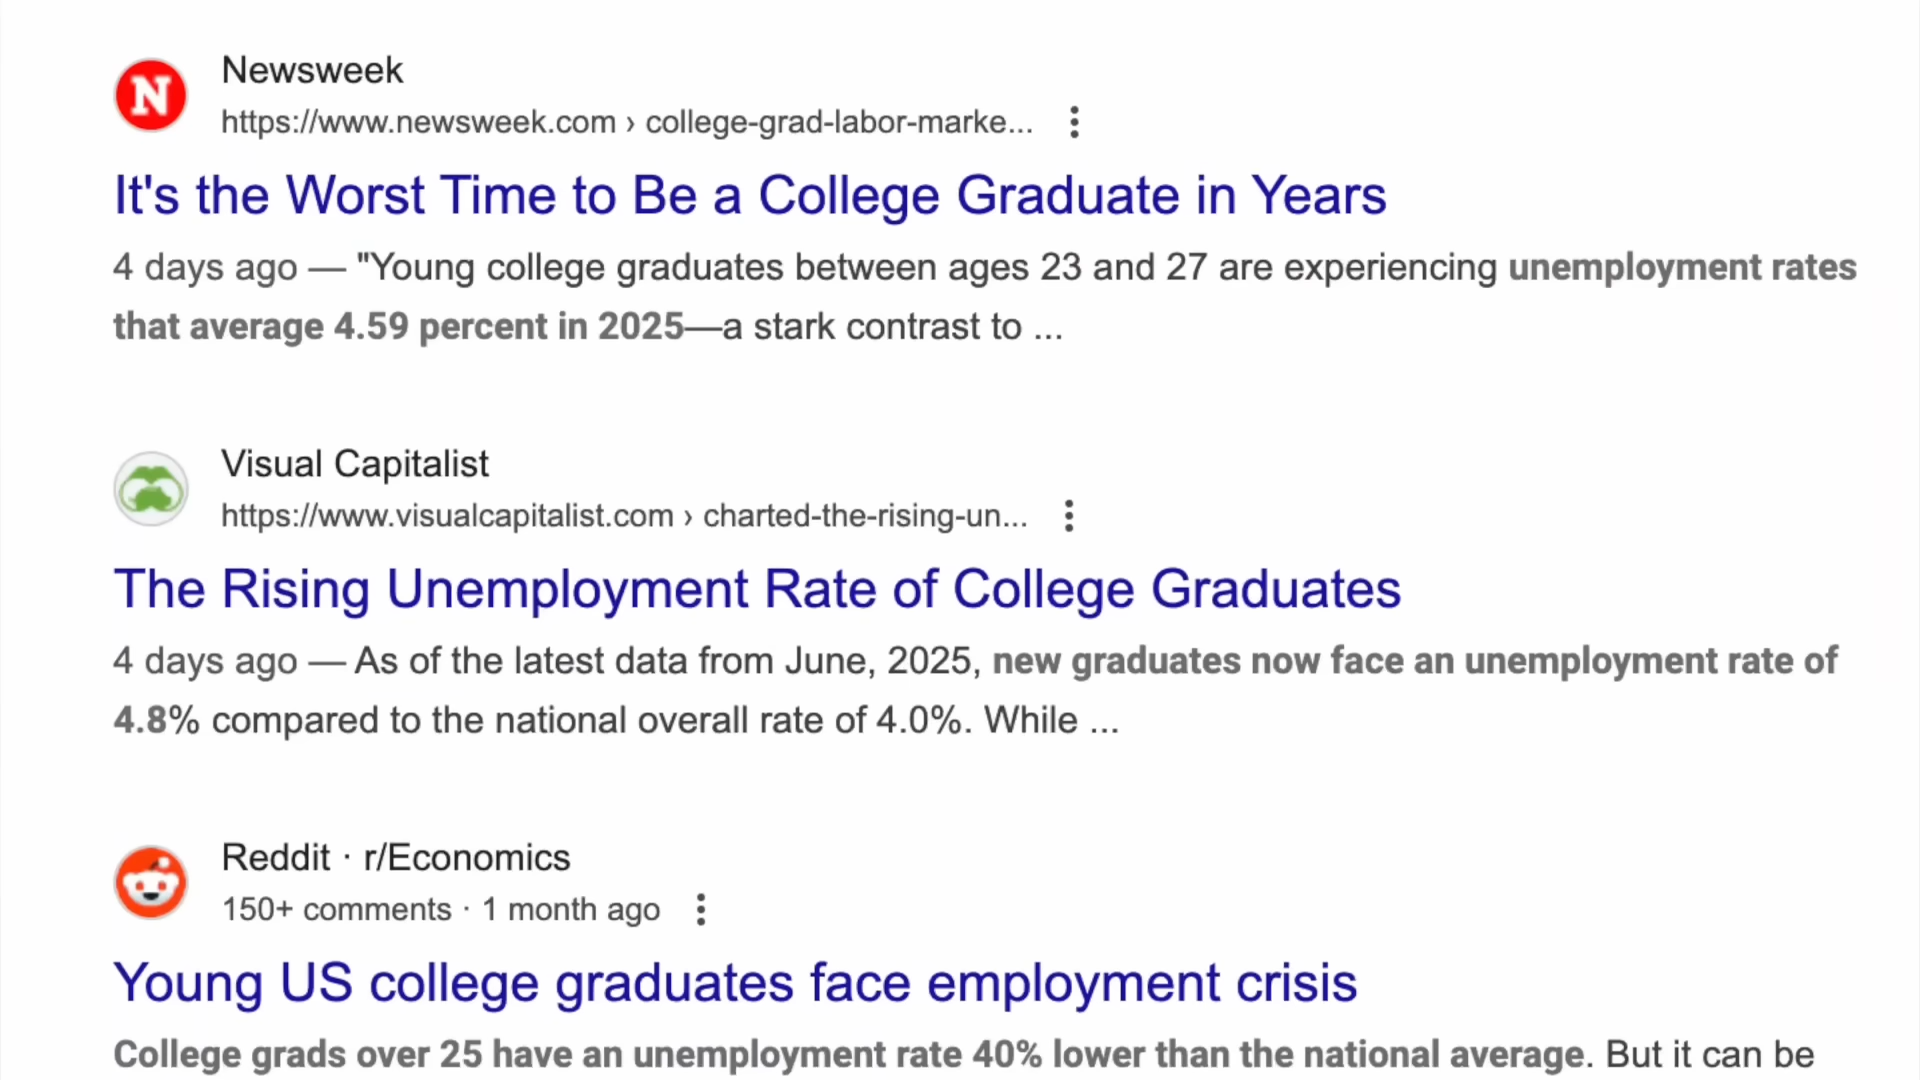 Newsweek
https://www.newsweek.com › college-grad-labor-marke...
It's the Worst Time to Be a College Graduate in Years
4 days ago — "Young college graduates between ages 23 and 27 are experiencing unemployment rates
that average 4.59 percent in 2025—a stark contrast to ...
Visual Capitalist
https://www.visualcapitalist.com › charted-the-rising-un...
The Rising Unemployment Rate of College Graduates
4 days ago — As of the latest data from June, 2025, new graduates now face an unemployment rate of
4.8% compared to the national overall rate of 4.0%. While ...
Reddit · r/Economics
150+ comments · 1 month ago
Young US college graduates face employment crisis
College grads over 25 have an unemployment rate 40% lower than the national average. But it can be